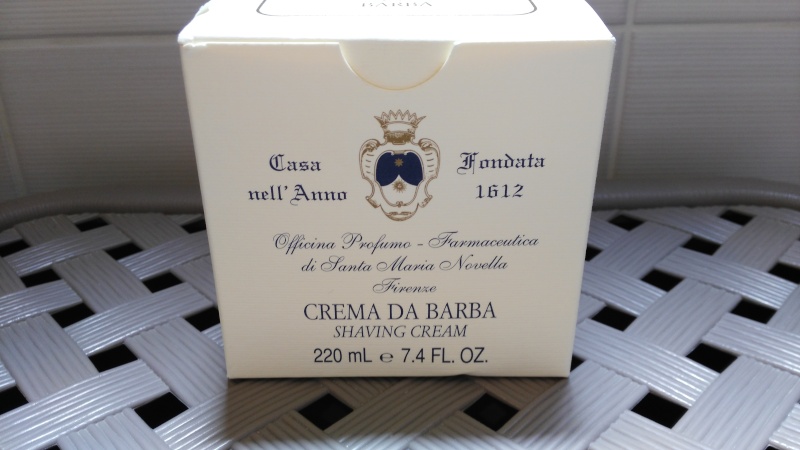 BARBA
Casa Fondata
nell'Anno 1612
Officina Profumo - Farmaceutica
di Santa Maria Novella
Firenze
CREMA DA BARBA
SHAVING CREAM
220 mL e 7.4 FL. OZ.